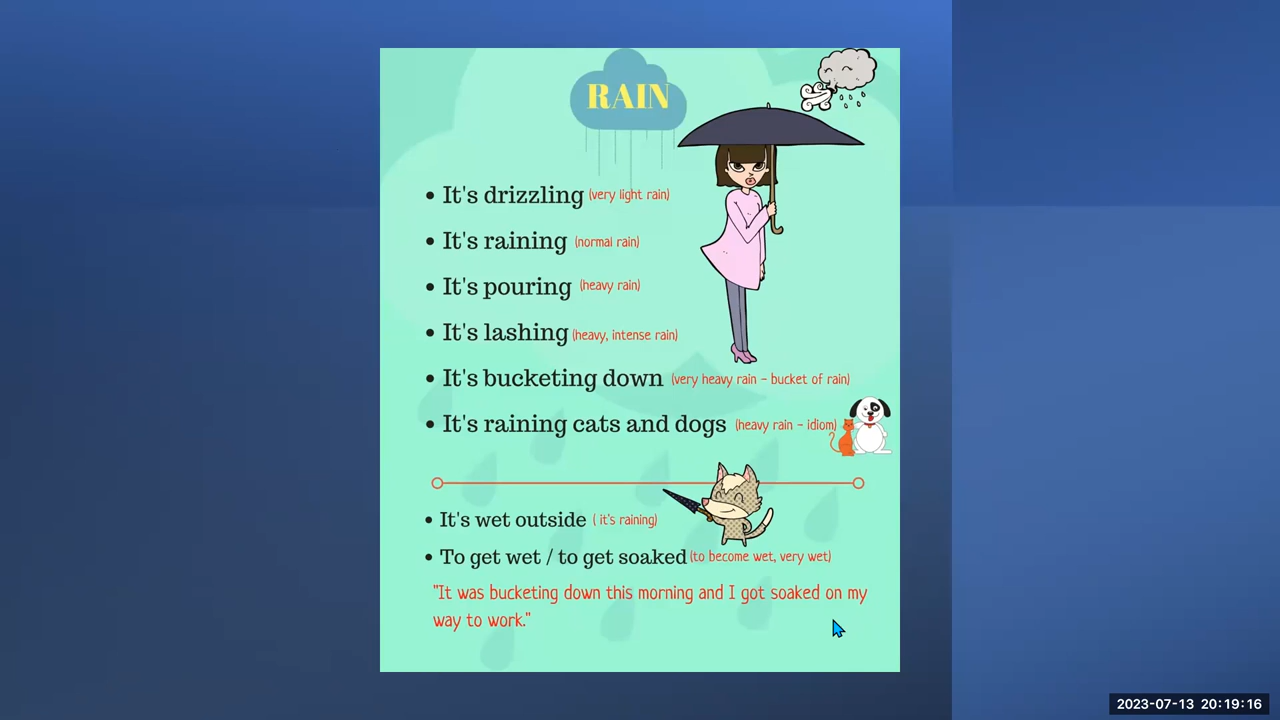 RAIN
• It's drizzling (very light rain)
• It's raining (normal rain)
• It's pouring (heavy rain)
• It's lashing (heavy, intense rain)
• It's bucketing down (very heavy rain - bucket of rain)
• It's raining cats and dogs (heavy rain - idiom)
• It's wet outside ( it's raining)
• To get wet / to get soaked (to become wet, very wet)
"It was bucketing down this morning and I got soaked on my
way to work."
2023-07-13 20:19:16